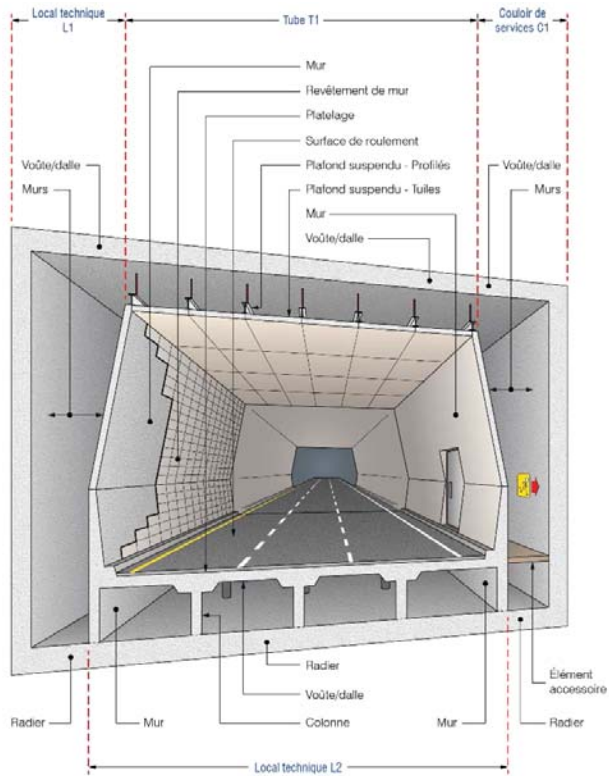 Local technique
L1
Tube T1
Couloir de
services C1
Mur
Revêtement de mur
Platelage
Surface de roulement
Voûte/dalle
Plafond suspendu - Profilés
Voûte/dalle
Murs
Plafond suspendu - Tuiles
Murs
Mur
Voûte/dalle
Radier
Élément
accessoire
Voûte/dalle
Radier
Mur
Colonne
Mur
Radier
Local technique L2